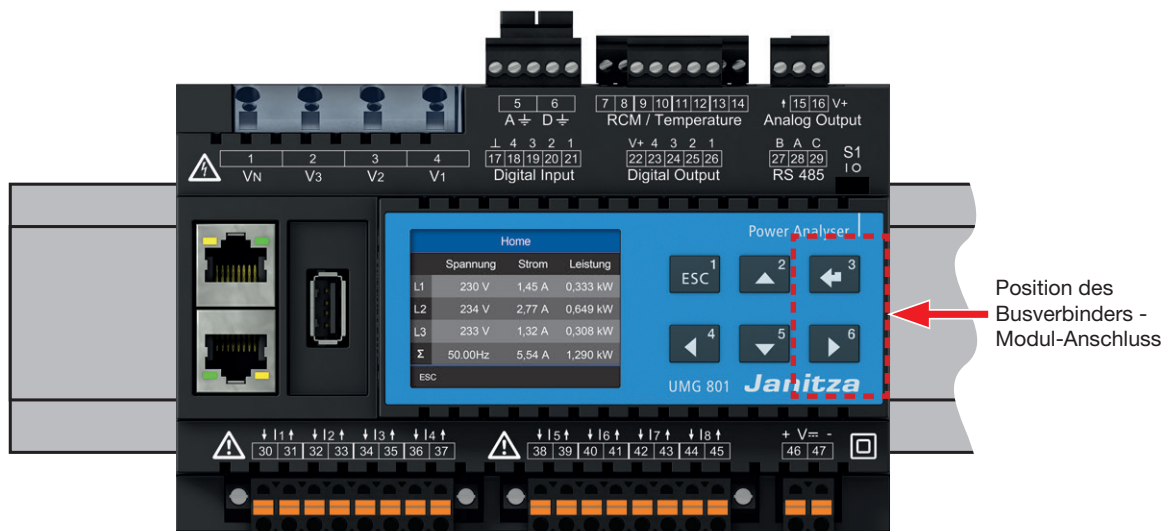 5 6
A ⏚ D ⏚
7 8 9 10 11 12 13 14
RCM / Temperature
↑ 15 16 V+
Analog Output
⊥ 4 3 2 1
17 18 19 20 21
Digital Input
V+ 4 3 2 1
22 23 24 25 26
Digital Output
B A C
27 28 29
RS 485
S1
I O
1 2 3 4
VN V3 V2 V1
Power Analyser
Home
Spannung Strom Leistung
L1 230 V 1,45 A 0,333 kW
L2 234 V 2,77 A 0,649 kW
L3 233 V 1,32 A 0,308 kW
Σ 50.00Hz 5,54 A 1,290 kW
ESC
ESC 1
▲ 2
3
◀ 4
▼ 5
▶ 6
UMG 801 Janitza
Position des
Busverbinders -
Modul-Anschluss
↓ I1 ↑ ↓ I2 ↑ ↓ I3 ↑ ↓ I4 ↑
30 31 32 33 34 35 36 37
↓ I5 ↑ ↓ I6 ↑ ↓ I7 ↑ ↓ I8 ↑
38 39 40 41 42 43 44 45
+ V⎓ -
46 47